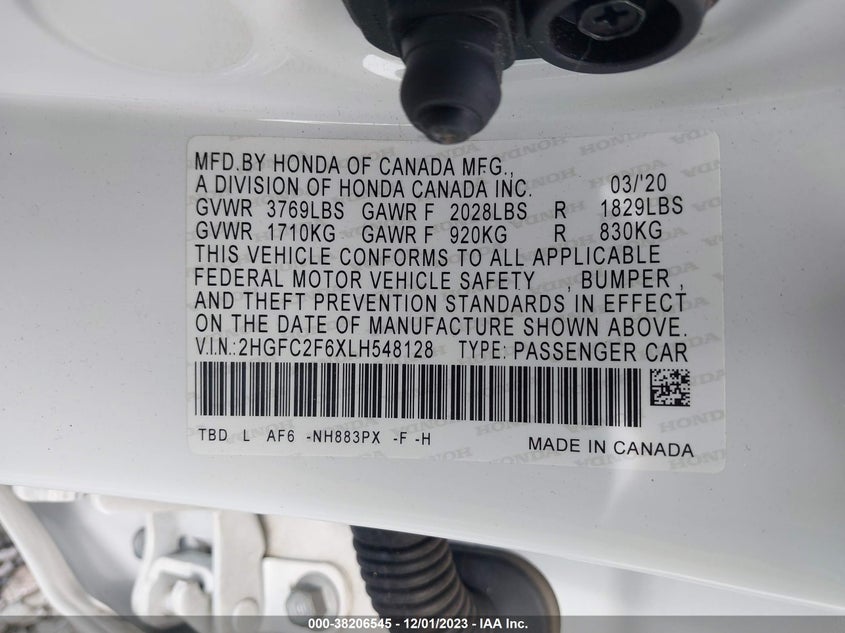 MFD.BY HONDA OF CANADA MFG.,
A DIVISION OF HONDA CANADA INC. 03/'20
GVWR 3769LBS GAWR F 2028LBS R 1829LBS
GVWR 1710KG GAWR F 920KG R 830KG
THIS VEHICLE CONFORMS TO ALL APPLICABLE
FEDERAL MOTOR VEHICLE SAFETY , BUMPER ,
AND THEFT PREVENTION STANDARDS IN EFFECT
ON THE DATE OF MANUFACTURE SHOWN ABOVE.
V.I.N.:2HGFC2F6XLH548128 TYPE: PASSENGER CAR
TBD L AF6 -NH883PX -F -H
MADE IN CANADA
000-38206545 - 12/01/2023 - IAA Inc.